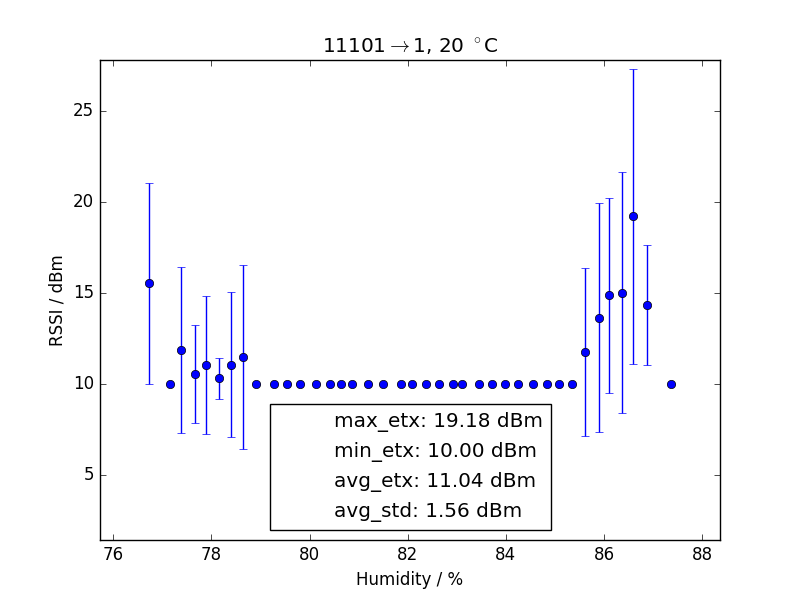 11101→1, 20 °C
RSSI / dBm
25
20
15
10
5
max_etx: 19.18 dBm
min_etx: 10.00 dBm
avg_etx: 11.04 dBm
avg_std: 1.56 dBm
76 78 80 82 84 86 88
Humidity / %